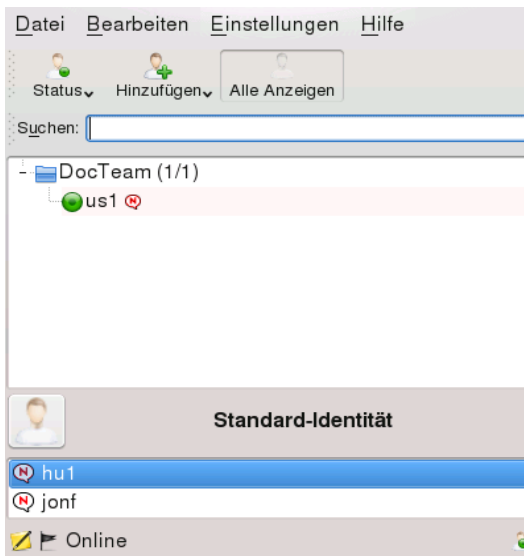 Datei Bearbeiten Einstellungen Hilfe
Status Hinzufügen Alle Anzeigen
Suchen:
DocTeam (1/1)
us1
Standard-Identität
hu1
jonf
Online